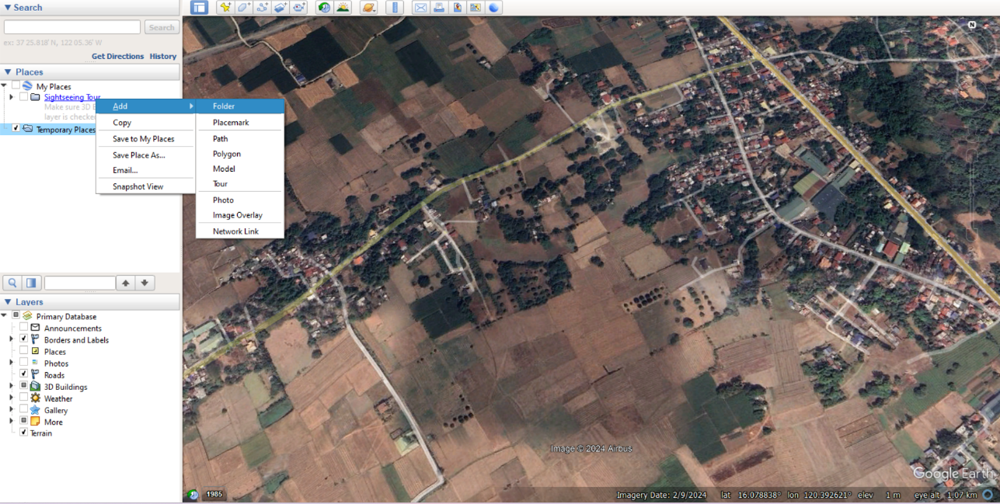 Search
Search
ex: 37 25.818' N, 122 05.36' W
Get Directions History
Places
My Places
Sightseeing Tour
Make sure 3D
layer is checke
Temporary Places
Add
Copy
Save to My Places
Save Place As...
Email...
Snapshot View
Folder
Placemark
Path
Polygon
Model
Tour
Photo
Image Overlay
Network Link
Layers
Primary Database
Announcements
Borders and Labels
Places
Photos
Roads
3D Buildings
Weather
Gallery
More
Terrain
N
Image © 2024 Airbus
Google Earth
1985
Imagery Date: 2/9/2024 lat 16.078838° lon 120.392621° elev 1 m eye alt 1.07 km